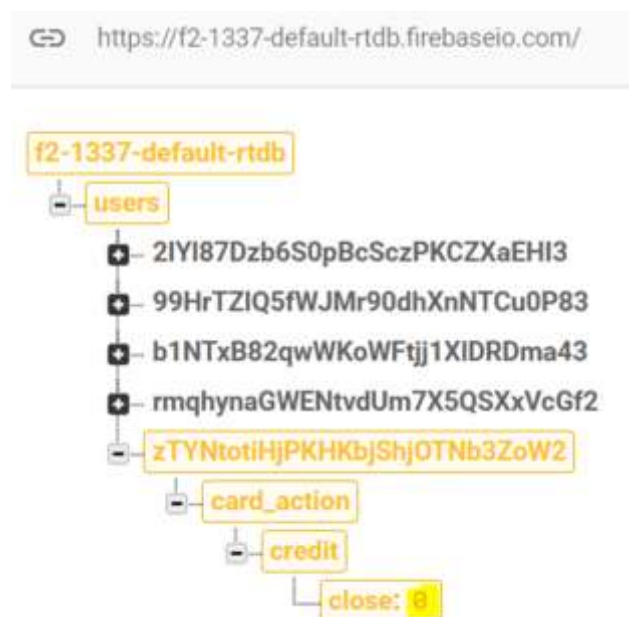 https://f2-1337-default-rtdb.firebaseio.com/
f2-1337-default-rtdb
users
2IYI87Dzb6S0pBcSczPKCZXaEHI3
99HrTZIQ5fWJMr90dhXnNTCu0P83
b1NTxB82qwWKoWFtjj1XIDRDma43
rmqhynaGWENtvdUm7X5QSXxVcGf2
zTYNtotiHjPKHKbjShjOTNb3ZoW2
card_action
credit
close: 0